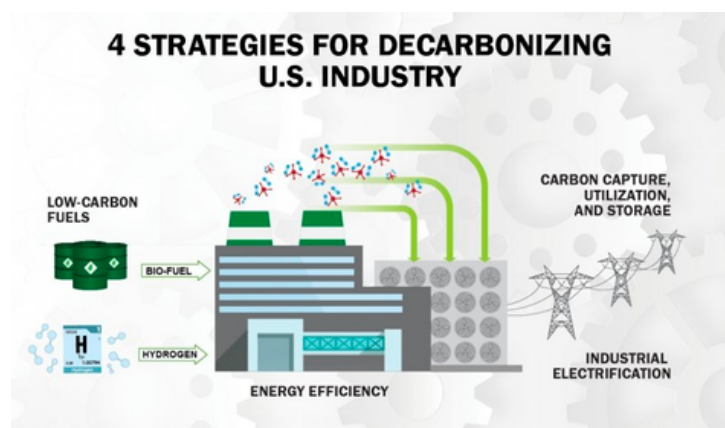 4 STRATEGIES FOR DECARBONIZING
U.S. INDUSTRY
LOW-CARBON
FUELS
BIO-FUEL
H
HYDROGEN
CARBON CAPTURE,
UTILIZATION,
AND STORAGE
INDUSTRIAL
ELECTRIFICATION
ENERGY EFFICIENCY